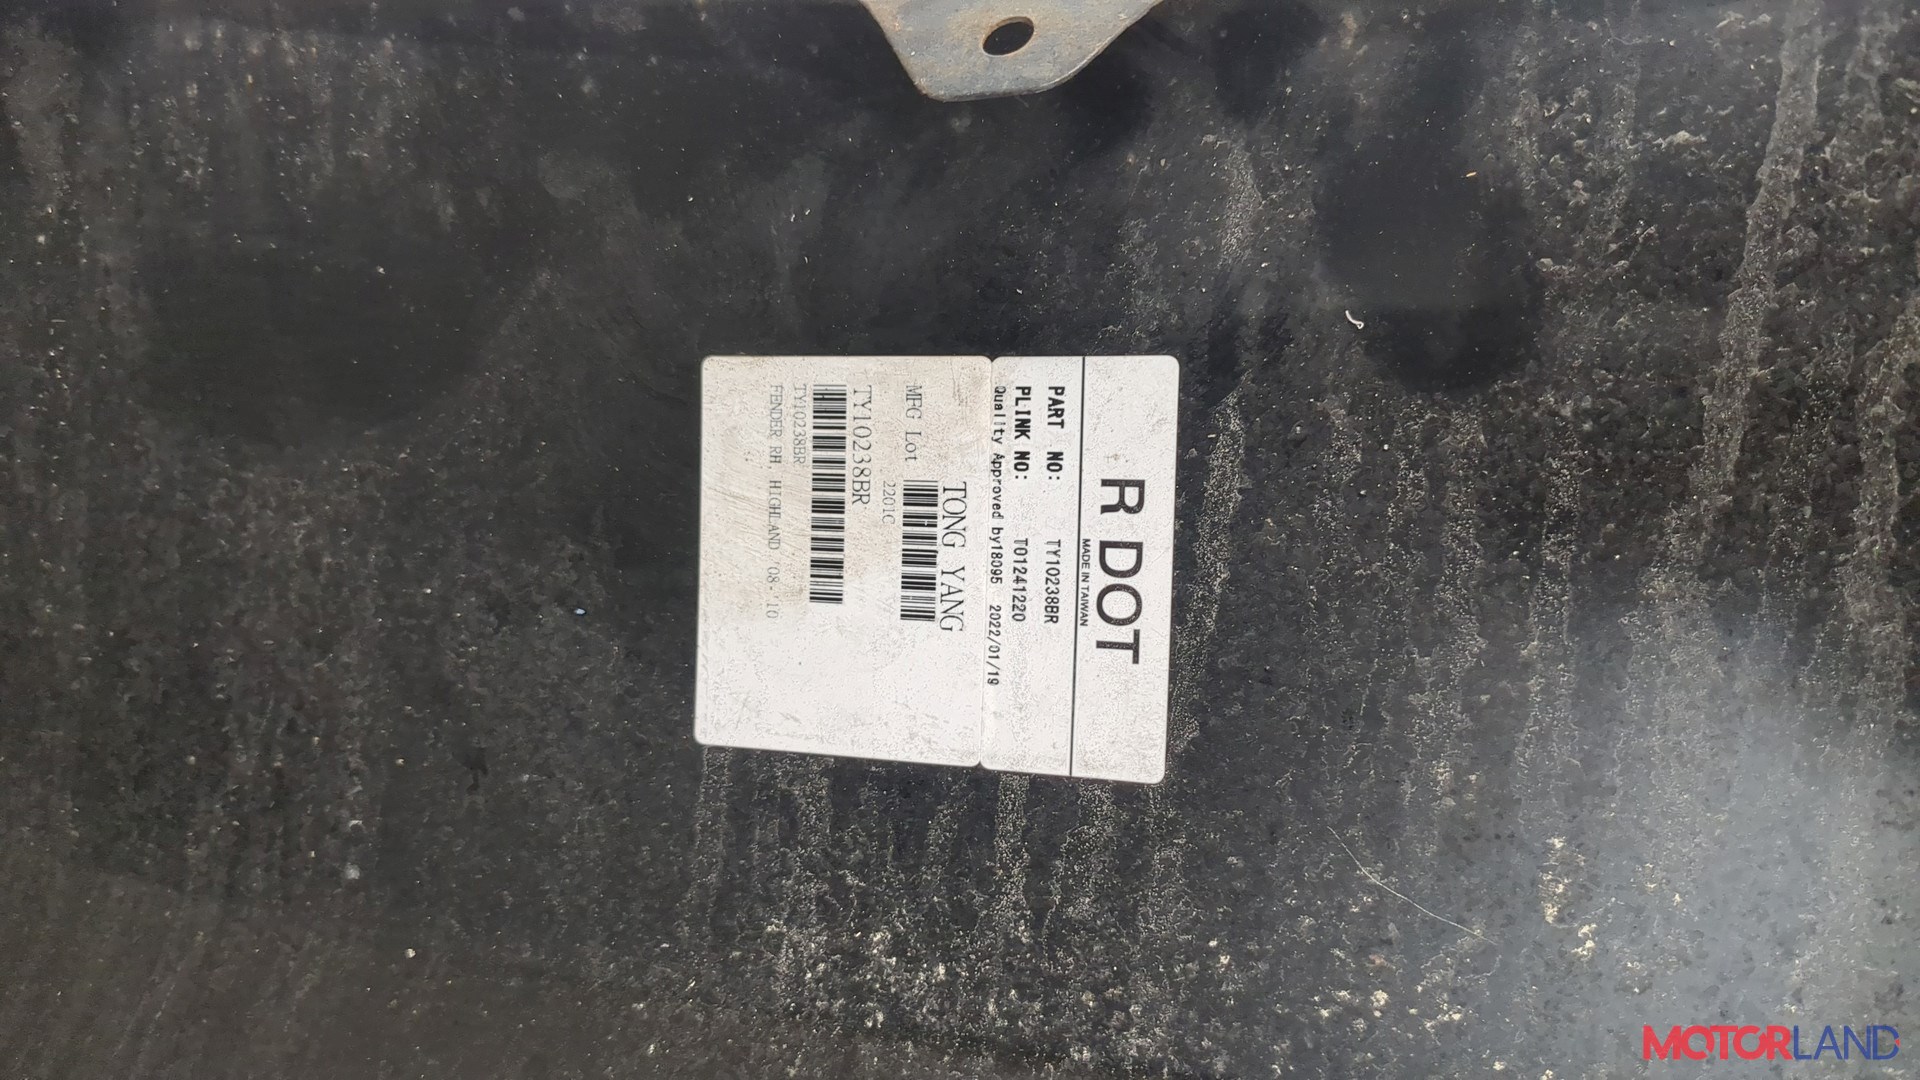 R DOT
MADE IN TAIWAN
PART NO: TY10238BR
PLINK NO: TO1241220
Quality Approved by18095 2022/01/19
TONG YANG
MFG Lot
2201C
TY10238BR
TY10238BR
FENDER RH, HIGHLAND '08-'10
MOTORLAND